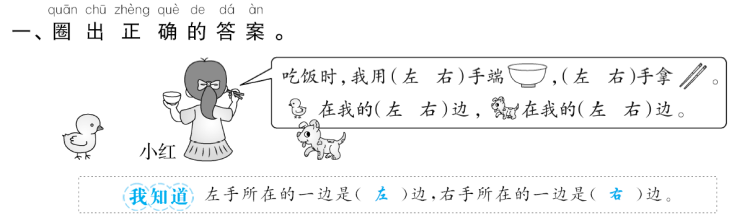 quān chū zhèng què de dá àn
一、圈出正确的答案。
吃饭时,我用(左 右)手端 ,(左 右)手拿 。
在我的(左 右)边, 在我的(左 右)边。
小红
我知道 左手所在的一边是( 左 )边,右手所在的一边是( 右 )边。